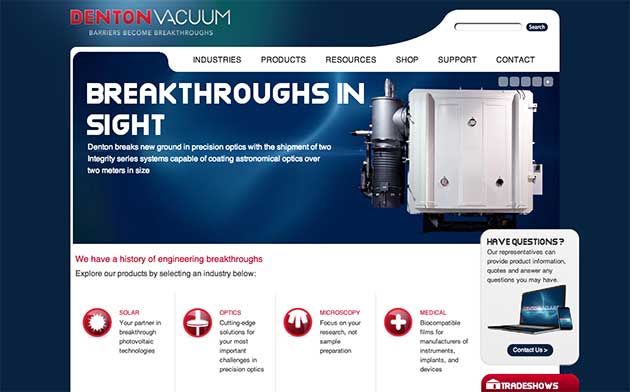 DENTON VACUUM
BARRIERS BECOME BREAKTHROUGHS
Search
INDUSTRIES PRODUCTS RESOURCES SHOP SUPPORT CONTACT
BREAKTHROUGHS IN
SIGHT
Denton breaks new ground in precision optics with the shipment of two
Integrity series systems capable of coating astronomical optics over
two meters in size
We have a history of engineering breakthroughs
Explore our products by selecting an industry below:
SOLAR
Your partner in
breakthrough
photovoltaic
technologies
OPTICS
Cutting-edge
solutions for
your most
important
challenges in
precision optics
MICROSCOPY
Focus on your
research, not
sample
preparation
MEDICAL
Biocompatible
films for
manufacturers of
instruments,
implants, and
devices
HAVE QUESTIONS?
Our representatives can
provide product information,
quotes and answer any
questions you may have.
Contact Us >
TRADESHOWS